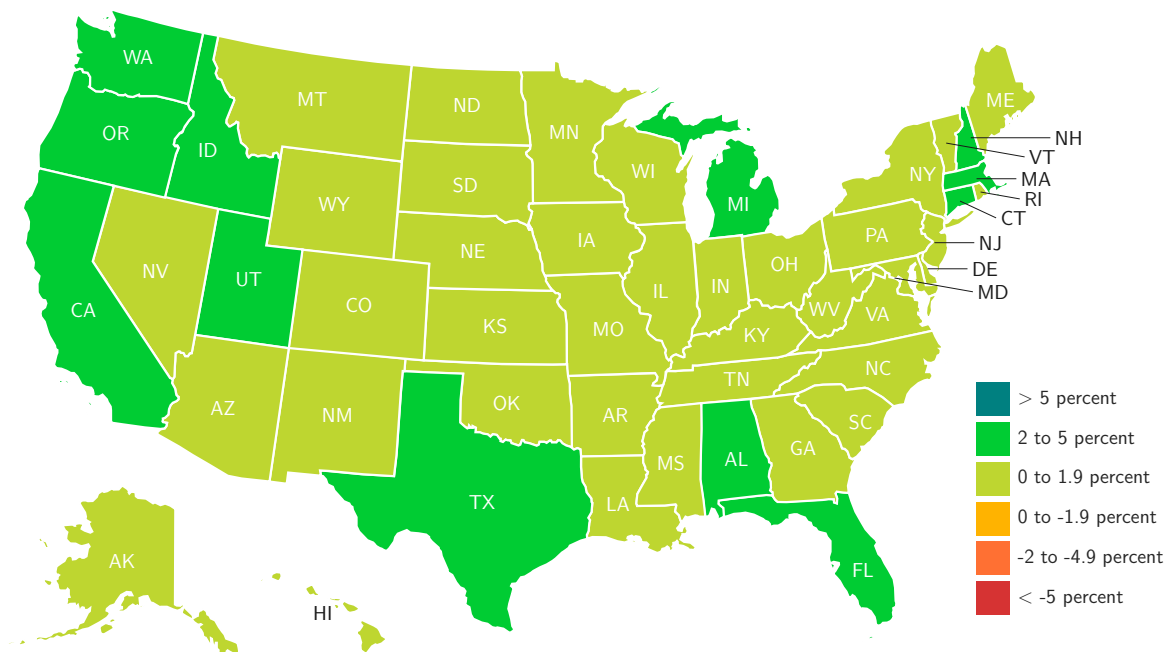 WA
MT
ND
ME
OR
MN
NH
ID
VT
WI
NY
MA
SD
RI
WY
MI
CT
PA
IA
NJ
NE
OH
DE
NV
UT
IN
IL
MD
CO
WV
CA
VA
KS
MO
KY
NC
TN
> 5 percent
OK
AZ
NM
AR
SC
2 to 5 percent
GA
AL
MS
0 to 1.9 percent
TX
LA
0 to -1.9 percent
AK
FL
-2 to -4.9 percent
HI
< -5 percent